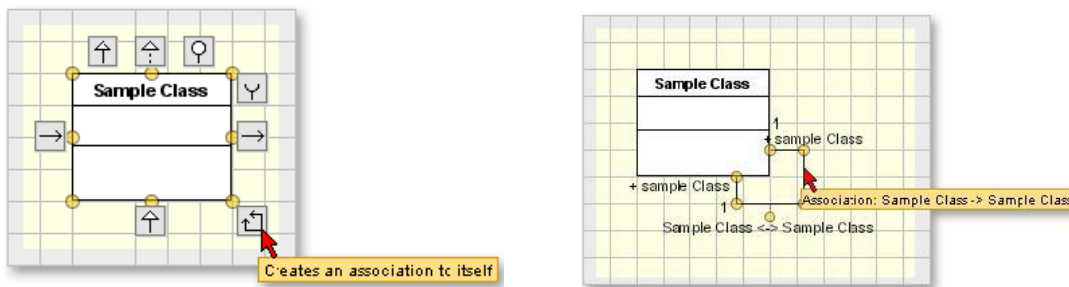 Sample Class
Creates an association to itself
Sample Class
1
+ sample Class
+ sample Class
1
Association: Sample Class -> Sample Class
Sample Class <-> Sample Class